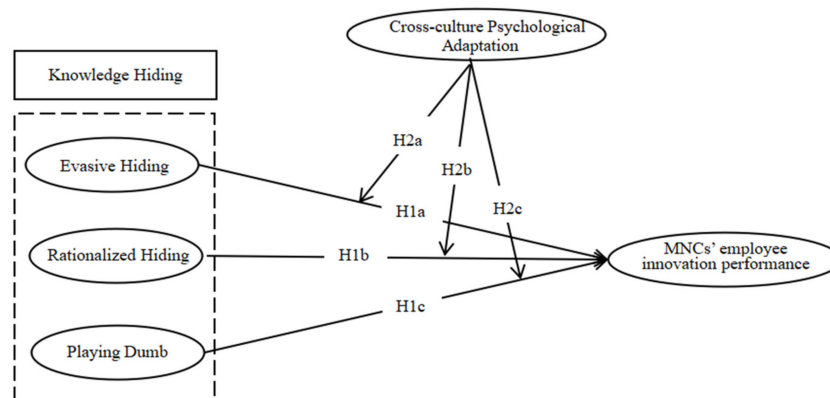 Cross-culture Psychological
Adaptation
Knowledge Hiding
H2a
Evasive Hiding
H2b
H2c
H1a
Rationalized Hiding
H1b
MNCs' employee
innovation performance
H1c
Playing Dumb